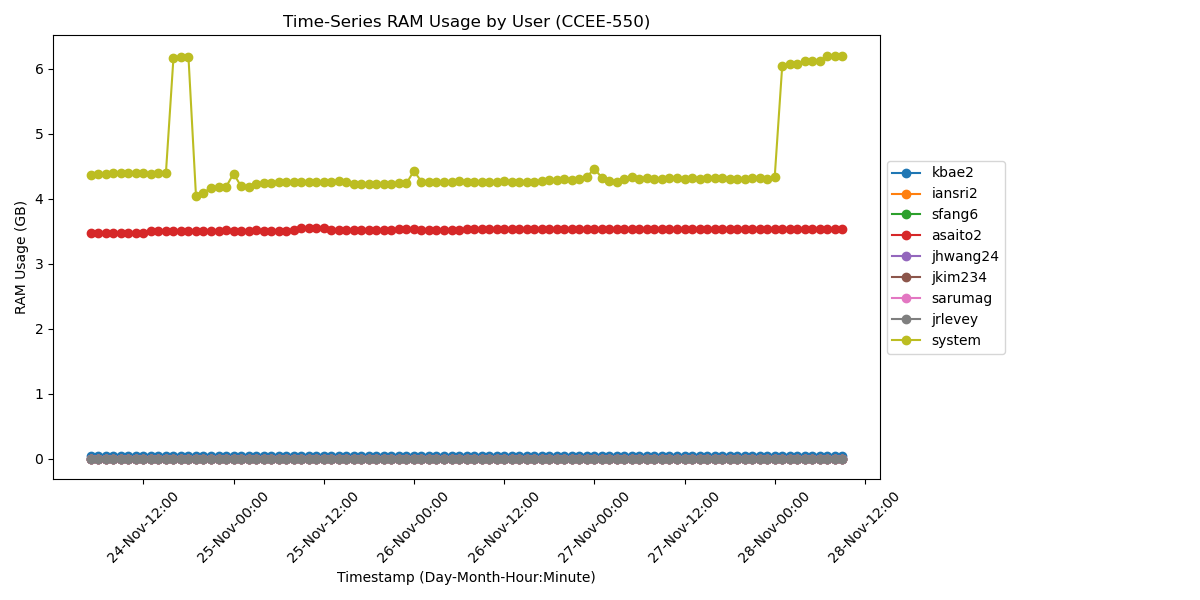 Time-Series RAM Usage by User (CCEE-550)
RAM Usage (GB)
6
5
4
3
2
1
0
24-Nov-12:00
25-Nov-00:00
25-Nov-12:00
26-Nov-00:00
26-Nov-12:00
27-Nov-00:00
27-Nov-12:00
28-Nov-00:00
28-Nov-12:00
Timestamp (Day-Month-Hour:Minute)
kbae2
iansri2
sfang6
asaito2
jhwang24
jkim234
sarumag
jrlevey
system